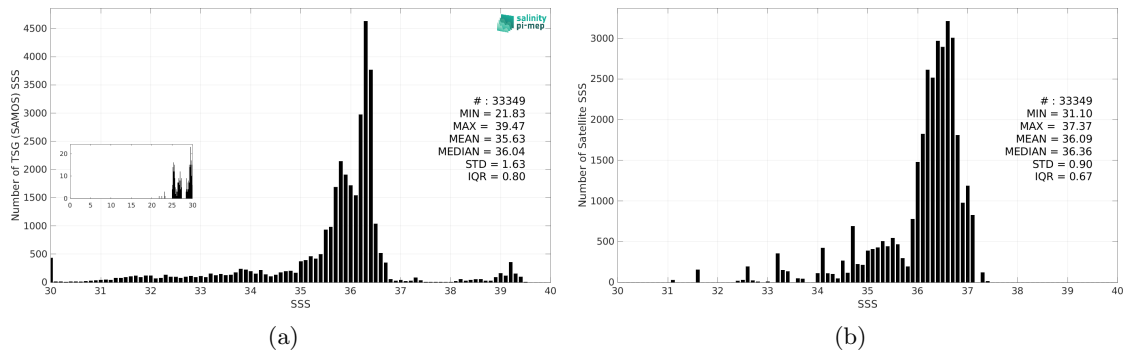 salinity
pi-mep
Number of TSG (SAMOS) SSS
4500
4000
3500
3000
2500
2000
1500
1000
500
0
# : 33349
MIN = 21.83
MAX = 39.47
MEAN = 35.63
MEDIAN = 36.04
STD = 1.63
IQR = 0.80
20
10
0
0 5 10 15 20 25 30
30 31 32 33 34 35 36 37 38 39 40
SSS
(a)
Number of Satellite SSS
3000
2500
2000
1500
1000
500
0
# : 33349
MIN = 31.10
MAX = 37.37
MEAN = 36.09
MEDIAN = 36.36
STD = 0.90
IQR = 0.67
30 31 32 33 34 35 36 37 38 39 40
SSS
(b)